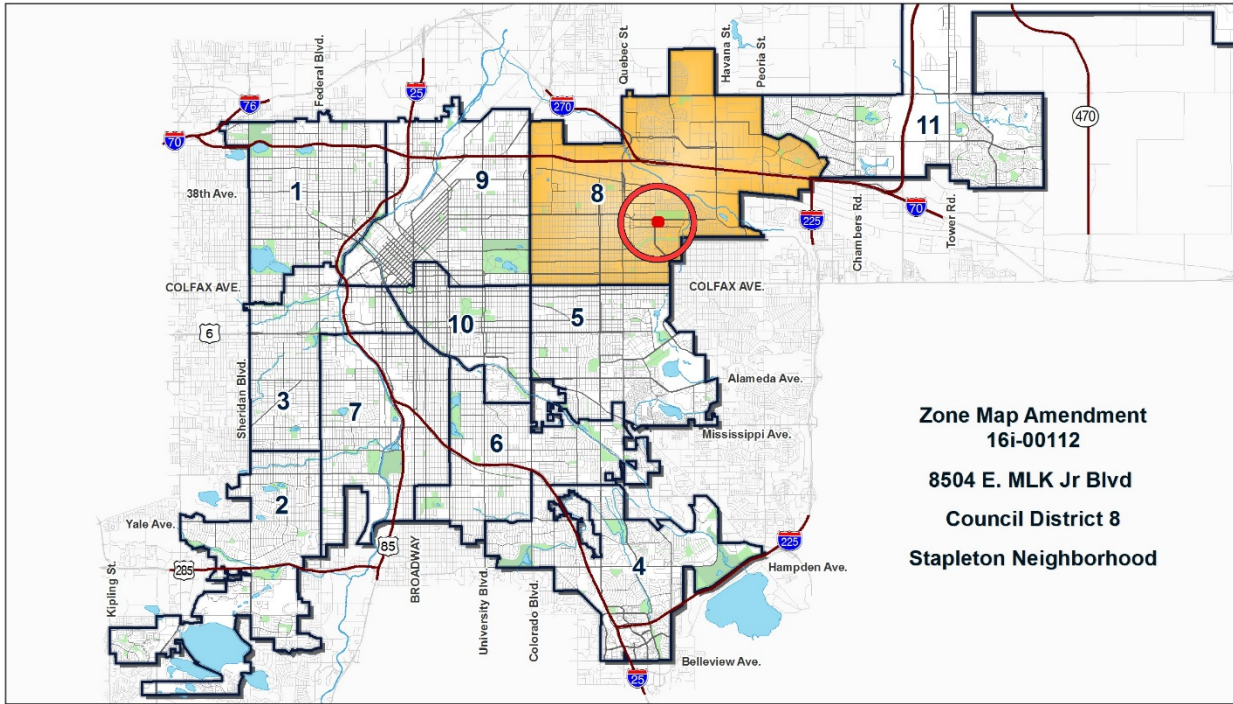 Federal Blvd.
Quebec St.
Havana St.
Peoria St.
76
25
270
70
11
470
38th Ave.
1
9
8
225
Chambers Rd.
70
Tower Rd.
COLFAX AVE.
COLFAX AVE.
6
10
5
Sheridan Blvd.
3
7
Alameda Ave.
6
Mississippi Ave.
Zone Map Amendment
16i-00112
8504 E. MLK Jr Blvd
Council District 8
Stapleton Neighborhood
2
Yale Ave.
85
BROADWAY
285
Kipling St.
University Blvd.
Colorado Blvd.
4
225
Hampden Ave.
Belleview Ave.
25